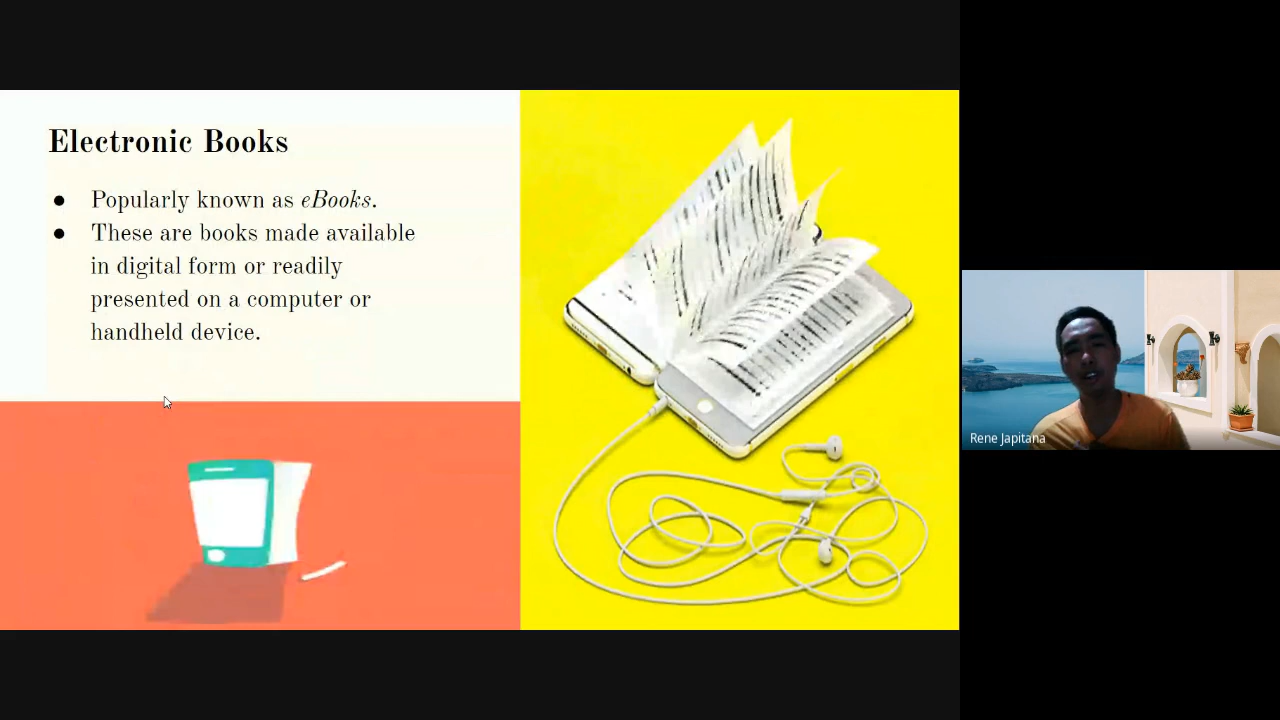 Electronic Books
● Popularly known as eBooks.
● These are books made available
in digital form or readily
presented on a computer or
handheld device.
Rene Japitana